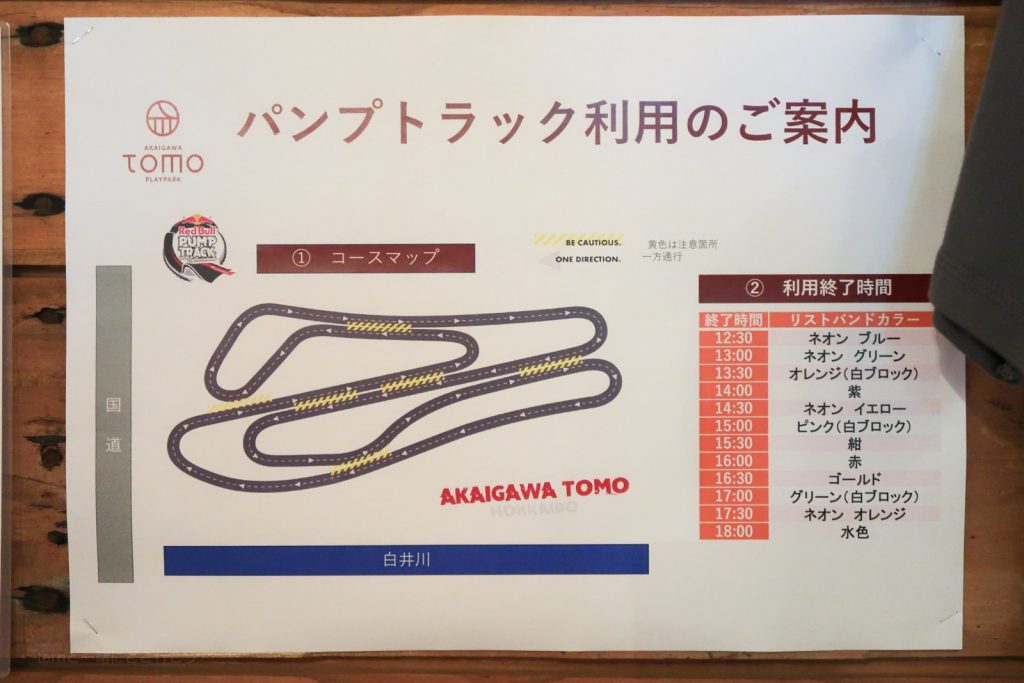 パンプトラック利用のご案内
AKAIGAWA
TOMO
PLAYPARK
Red Bull
PUMP
TRACK
① コースマップ
BE CAUTIOUS. 黄色は注意箇所
ONE DIRECTION. 一方通行
国道
AKAIGAWA TOMO
HOKKAIDO
白井川
② 利用終了時間
終了時間 リストバンドカラー
12:30 ネオン ブルー
13:00 ネオン グリーン
13:30 オレンジ(白ブロック)
14:00 紫
14:30 ネオン イエロー
15:00 ピンク(白ブロック)
15:30 紺
16:00 赤
16:30 ゴールド
17:00 グリーン(白ブロック)
17:30 ネオン オレンジ
18:00 水色